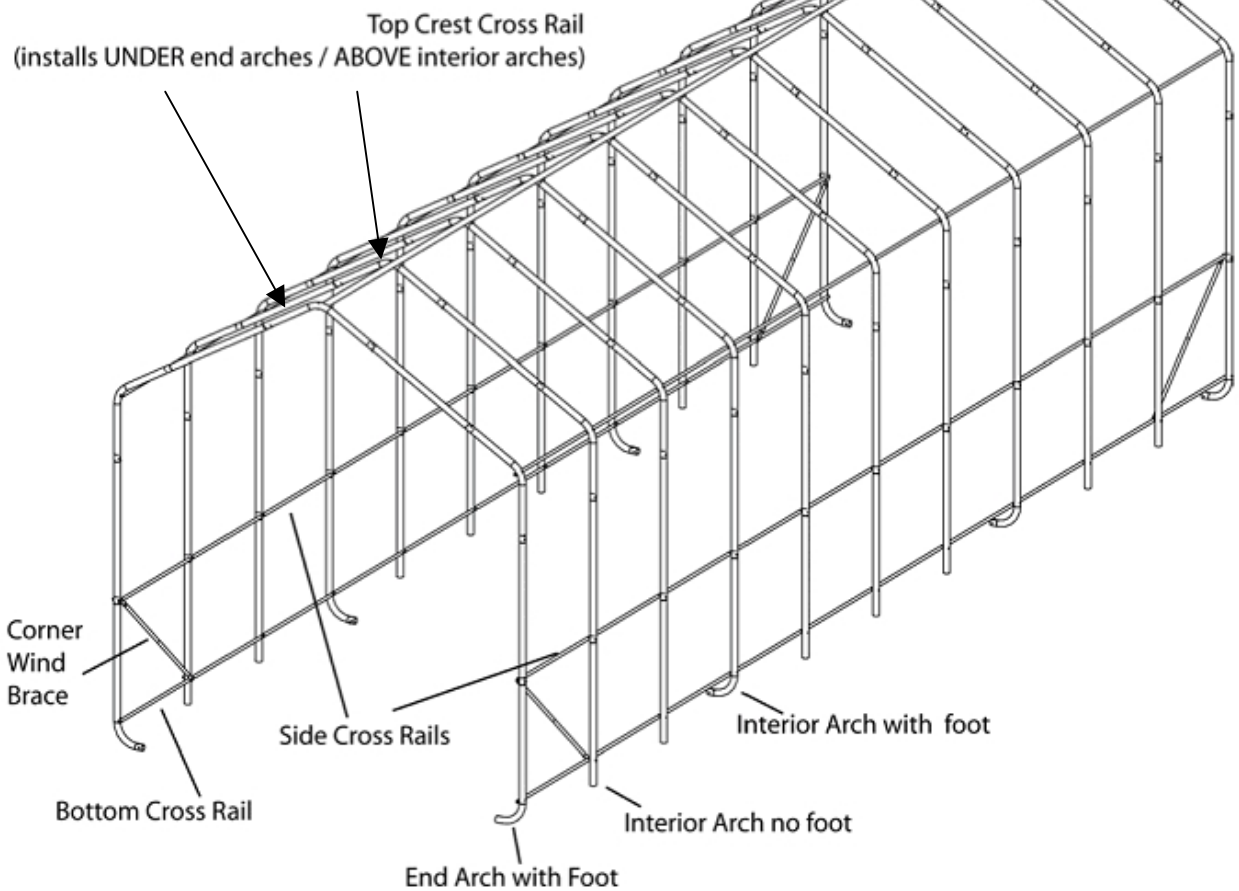 Top Crest Cross Rail
(installs UNDER end arches / ABOVE interior arches)
Corner
Wind
Brace
Side Cross Rails
Interior Arch with foot
Bottom Cross Rail
Interior Arch no foot
End Arch with Foot